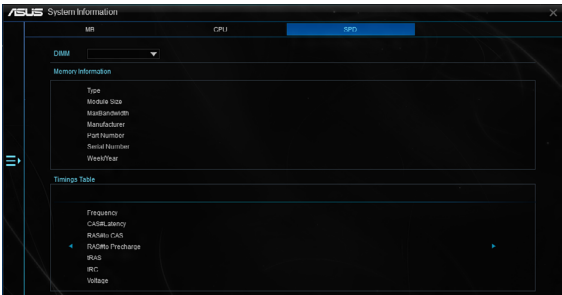 ASUS System Information
MB CPU SPD
DIMM
Memory Information
Type
Module Size
MaxBandwidth
Manufacturer
Part Number
Serial Number
Week/Year
Timings Table
Frequency
CAS#Latency
RAS#to CAS
RAS#to Precharge
tRAS
tRC
Voltage